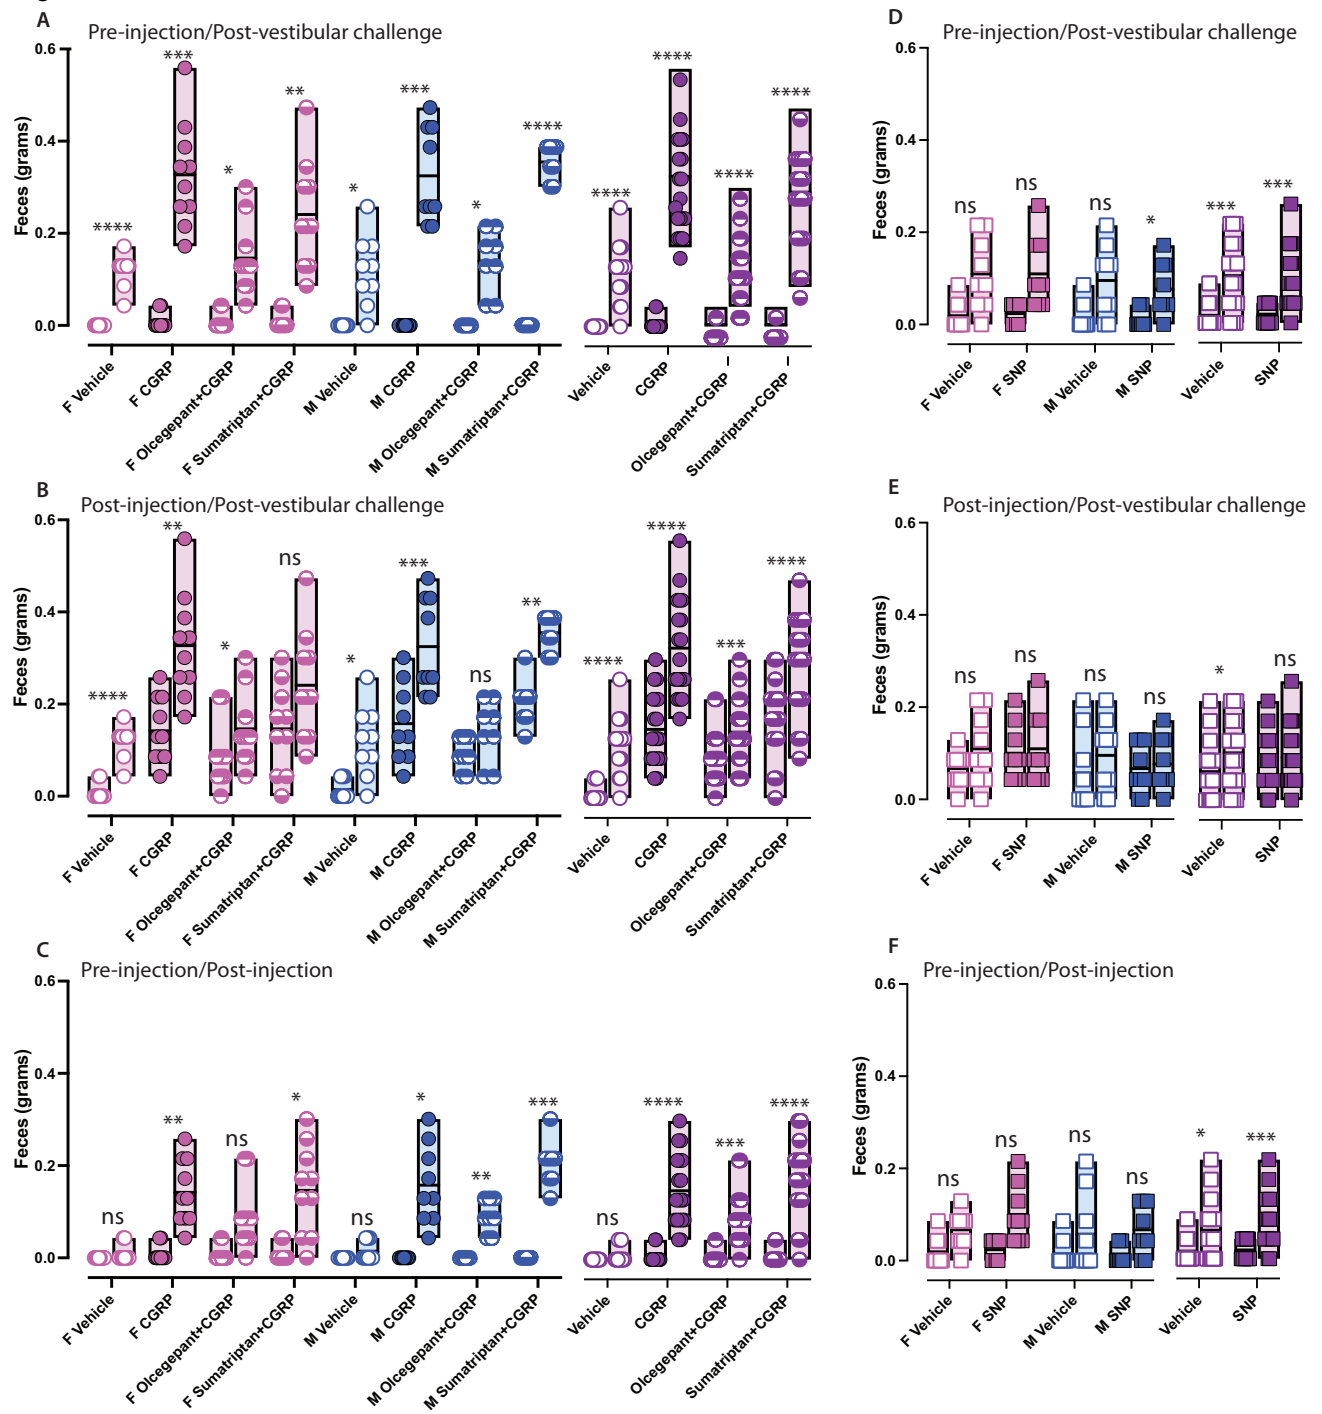 A
Pre-injection/Post-vestibular challenge
Feces (grams)
0.6
0.4
0.2
0.0
****
***
*
**
*
***
*
****
****
****
****
****
F Vehicle
F CGRP
F Olcegepant+CGRP
F Sumatriptan+CGRP
M Vehicle
M CGRP
M Olcegepant+CGRP
M Sumatriptan+CGRP
Vehicle
CGRP
Olcegepant+CGRP
Sumatriptan+CGRP
D
Pre-injection/Post-vestibular challenge
Feces (grams)
0.6
0.4
0.2
0.0
ns
ns
ns
*
***
***
F Vehicle
F SNP
M Vehicle
M SNP
Vehicle
SNP
B
Post-injection/Post-vestibular challenge
Feces (grams)
0.6
0.4
0.2
0.0
****
**
*
ns
*
***
ns
**
****
****
***
****
F Vehicle
F CGRP
F Olcegepant+CGRP
F Sumatriptan+CGRP
M Vehicle
M CGRP
M Olcegepant+CGRP
M Sumatriptan+CGRP
Vehicle
CGRP
Olcegepant+CGRP
Sumatriptan+CGRP
E
Post-injection/Post-vestibular challenge
Feces (grams)
0.6
0.4
0.2
0.0
ns
ns
ns
ns
*
ns
F Vehicle
F SNP
M Vehicle
M SNP
Vehicle
SNP
C
Pre-injection/Post-injection
Feces (grams)
0.6
0.4
0.2
0.0
ns
**
ns
*
ns
*
**
***
ns
****
***
****
F Vehicle
F CGRP
F Olcegepant+CGRP
F Sumatriptan+CGRP
M Vehicle
M CGRP
M Olcegepant+CGRP
M Sumatriptan+CGRP
Vehicle
CGRP
Olcegepant+CGRP
Sumatriptan+CGRP
F
Pre-injection/Post-injection
Feces (grams)
0.6
0.4
0.2
0.0
ns
ns
ns
ns
*
***
F Vehicle
F SNP
M Vehicle
M SNP
Vehicle
SNP